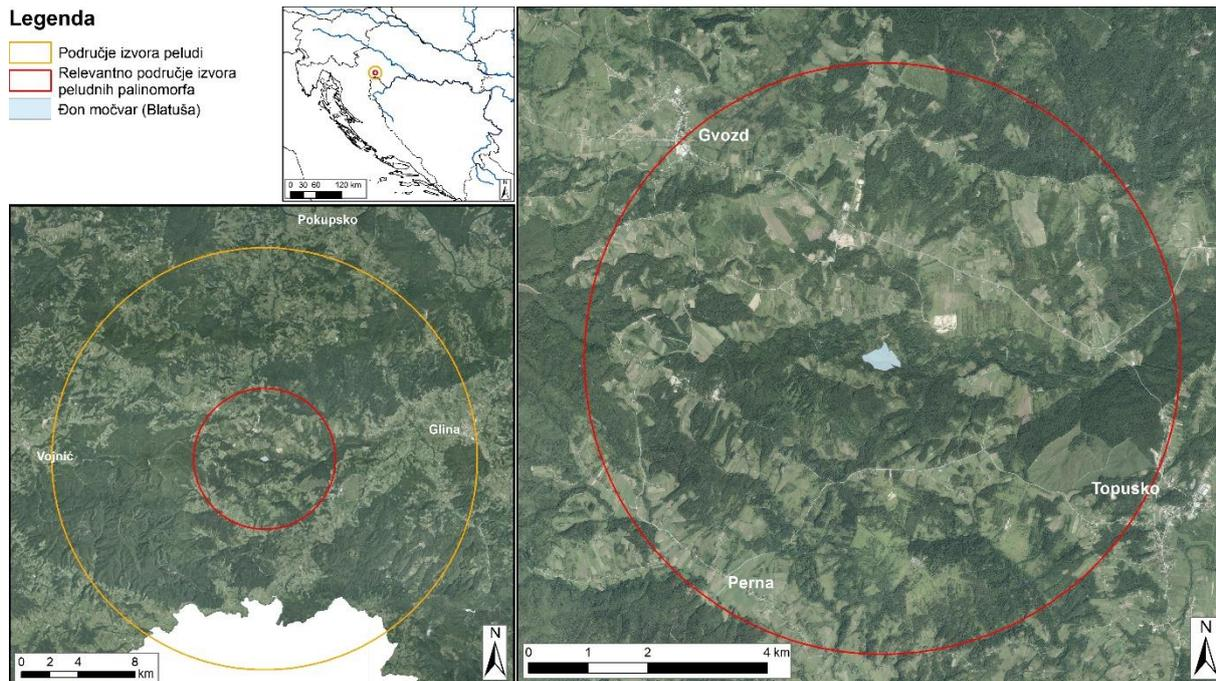 Legenda
Područje izvora peludi
Relevantno područje izvora
peludnih palinomorfa
Đon močvar (Blatuša)
0 30 60 120 km
N
Pokupsko
Glina
Vojnić
0 2 4 8
km
N
Gvozd
Topusko
Perna
0 1 2 4 km
N